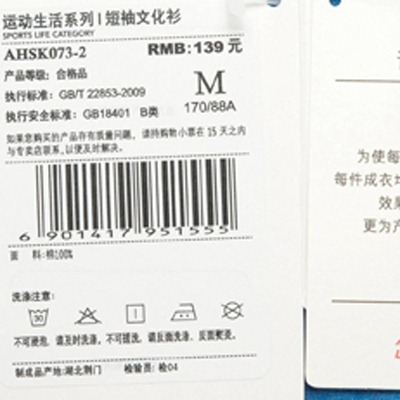 运动生活系列 | 短袖文化衫
SPORTS LIFE CATEGORY
AHSK073-2
RMB: 139 元
产品等级：合格品
执行标准：GB/T 22853-2009
执行安全标准：GB18401 B类
M
170/88A
如果您购买的产品存有质量问题，请持购物小票在 15 天之内
与专卖店联系，以便及时解决。
6 901417 951555
面 料:棉100%
洗涤注意：
30
不可硬泡、请及时洗涤、不可搓洗、请反面洗涤、反面熨烫。
制成品产地:湖北荆门 检验员: 检04
为使每
每件成衣均
效果
更为产